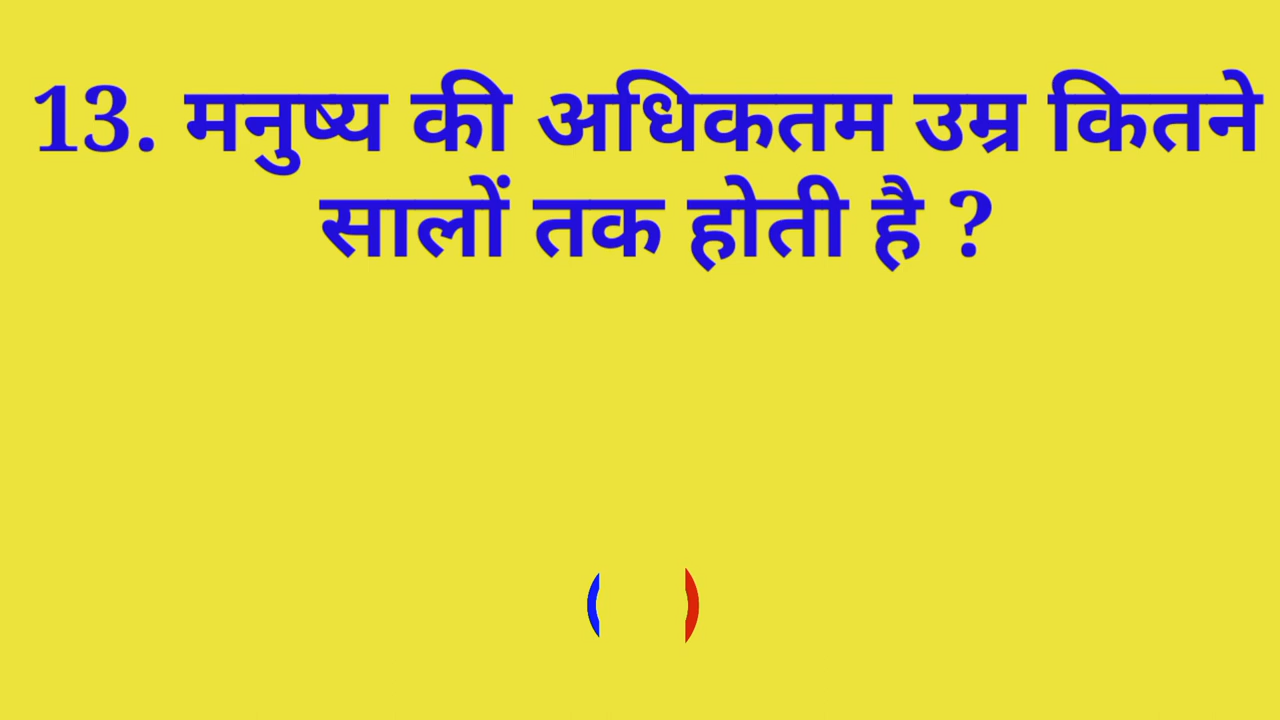 13. मनुष्य की अधिकतम उम्र कितने
सालों तक होती है ?